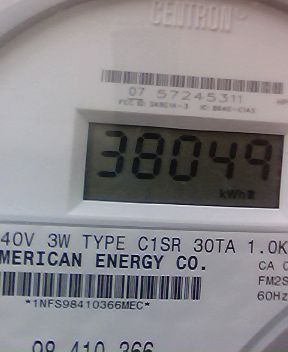 CENTRON®
07 57245311
38049
kWh
40V 3W TYPE C1SR 30TA 1.0K
MERICAN ENERGY CO.
CA 0
FM2S
60Hz
*1NFS98410366MEC*
98 410 366